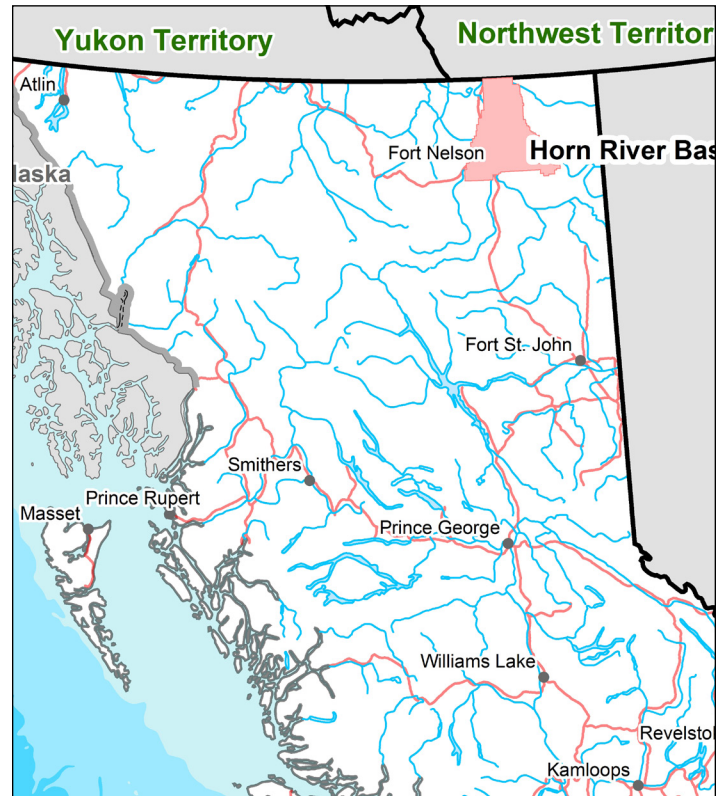 Yukon Territory
Northwest Territor
Atlin
Fort Nelson
Horn River Bas
laska
Fort St. John
Smithers
Prince Rupert
Masset
Prince George
Williams Lake
Revelstok
Kamloops